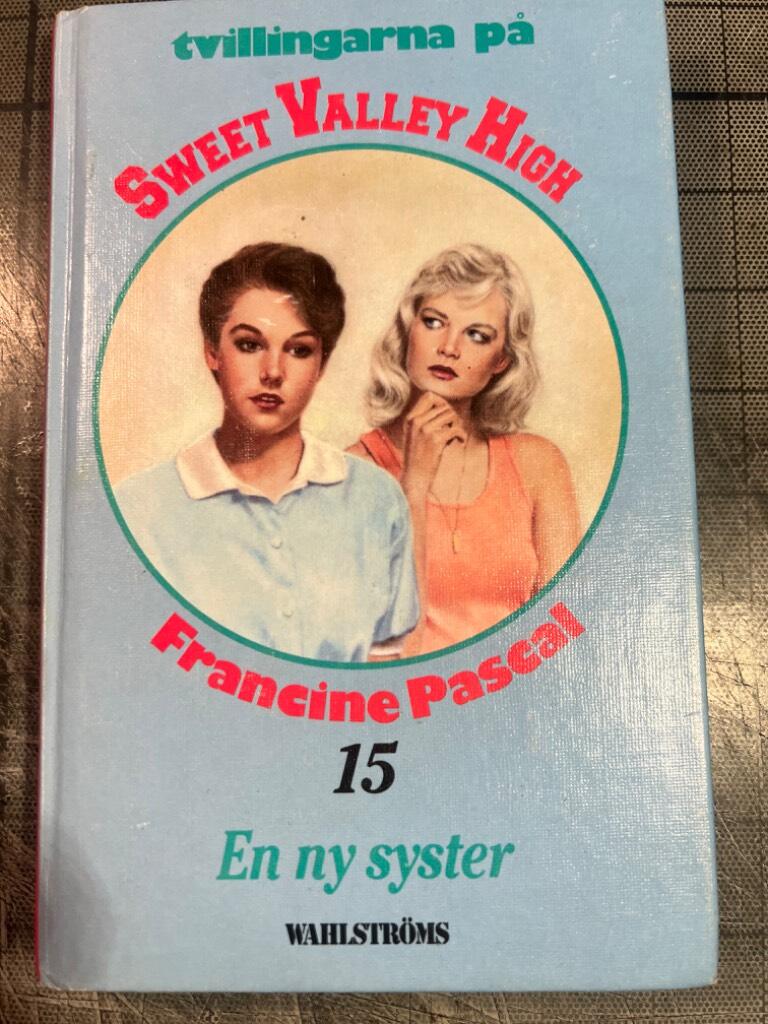 tvillingarna på
SWEET VALLEY HIGH
Francine Pascal
15
En ny syster
WAHLSTRÖMS